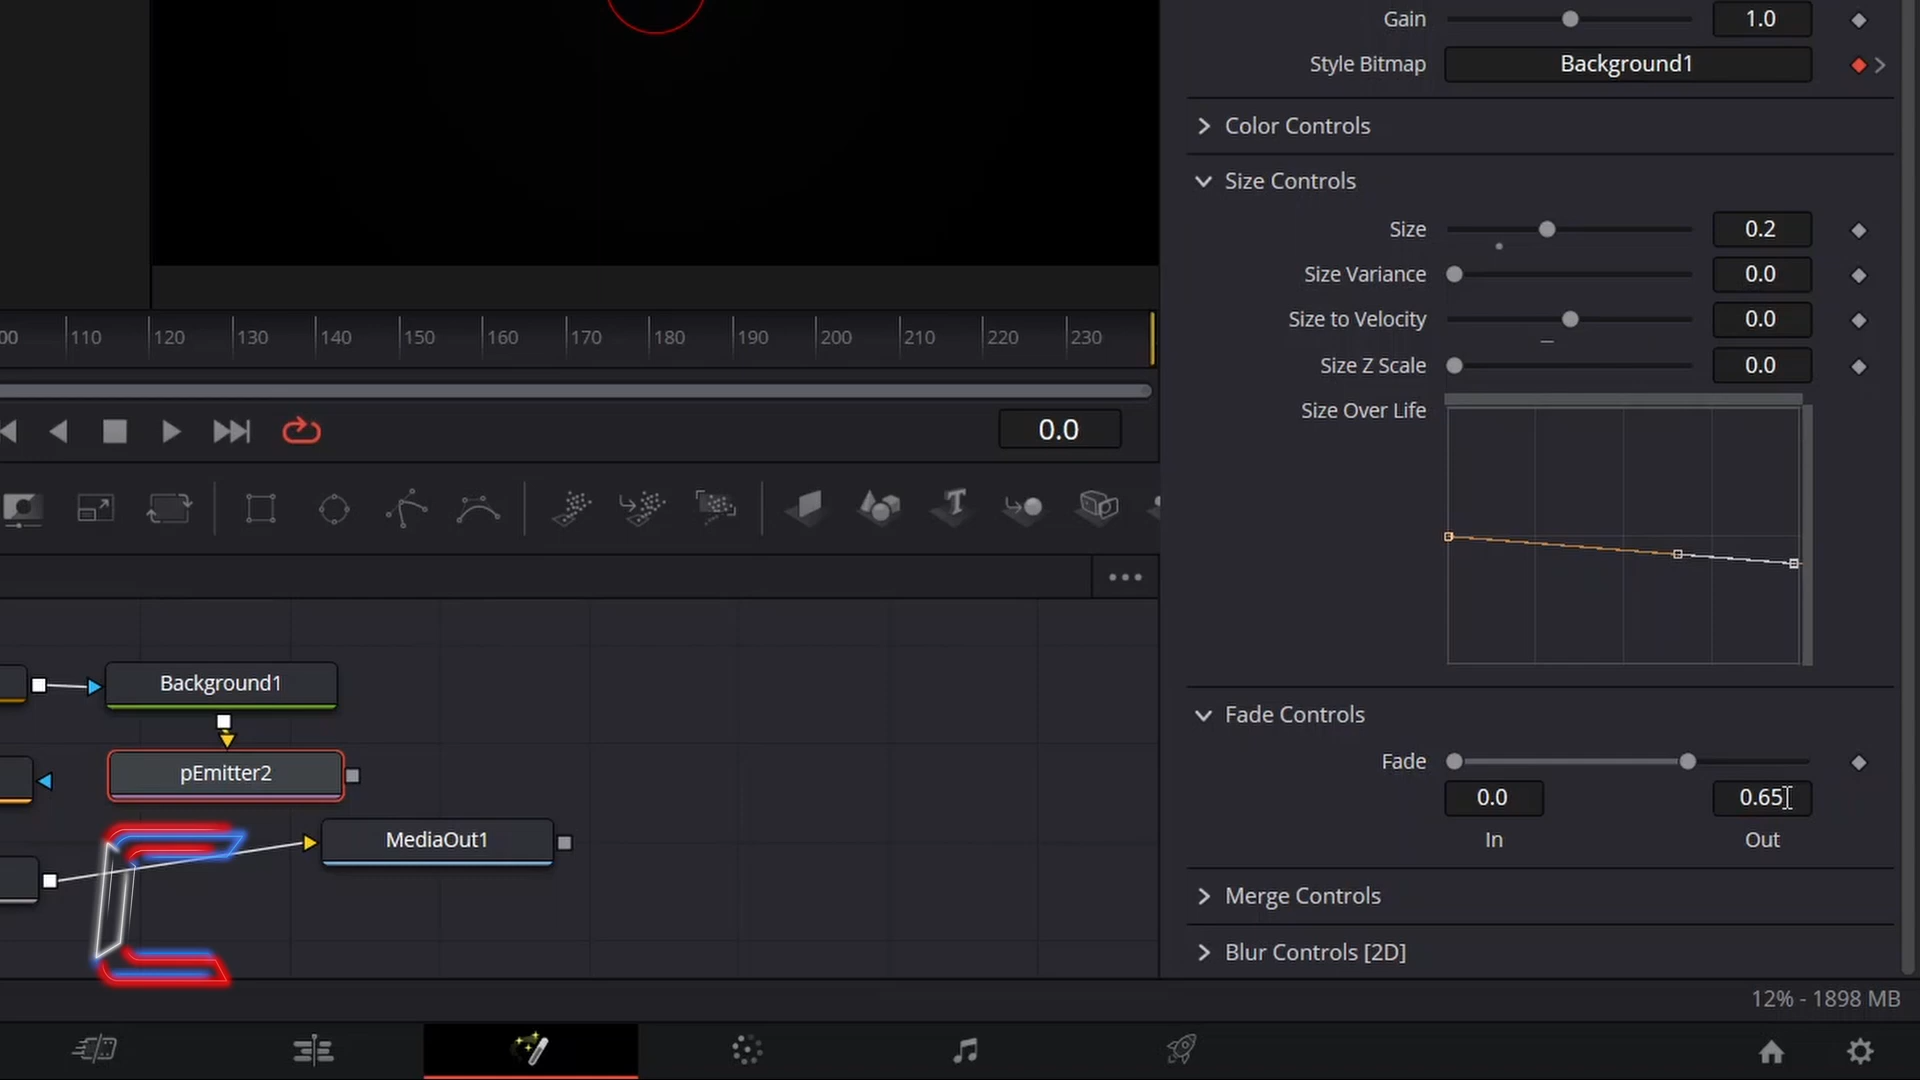 Gain 1.0
Style Bitmap Background1
Color Controls
Size Controls
Size 0.2
Size Variance 0.0
Size to Velocity 0.0
Size Z Scale 0.0
Size Over Life
00 110 120 130 140 150 160 170 180 190 200 210 220 230
0.0
Background1
pEmitter2
MediaOut1
Fade Controls
Fade
0.0 0.65
In Out
Merge Controls
Blur Controls [2D]
12% - 1898 MB